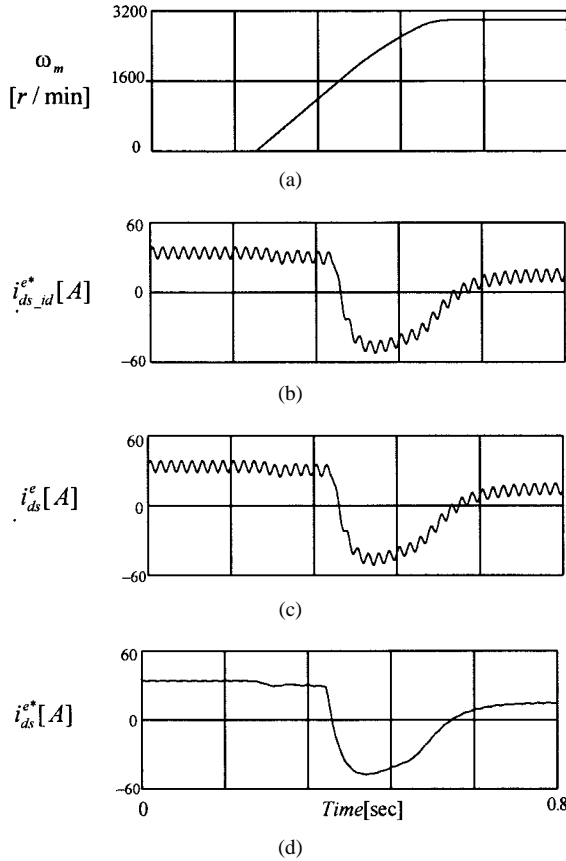 3200
ω_m
[r / min]
1600
0
(a)
60
i^{e*}_{ds_id}[A]
0
−60
(b)
60
i^{e}_{ds}[A]
0
−60
(c)
60
i^{e*}_{ds}[A]
0
−60
0 Time[sec] 0.8
(d)